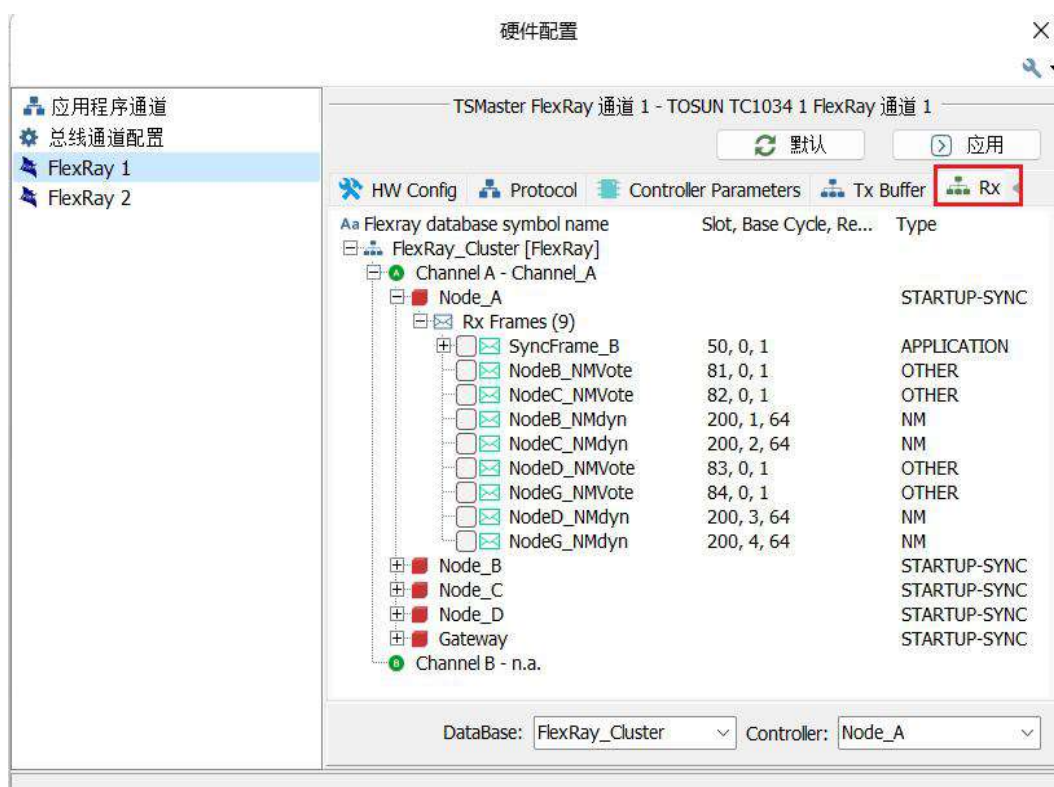 硬件配置
应用程序通道
总线通道配置
FlexRay 1
FlexRay 2
TSMaster FlexRay 通道 1 - TOSUN TC1034 1 FlexRay 通道 1
默认 应用
HW Config Protocol Controller Parameters Tx Buffer Rx
Aa Flexray database symbol name Slot, Base Cycle, Re... Type
FlexRay_Cluster [FlexRay]
A Channel A - Channel_A
Node_A STARTUP-SYNC
Rx Frames (9)
SyncFrame_B 50, 0, 1 APPLICATION
NodeB_NMVote 81, 0, 1 OTHER
NodeC_NMVote 82, 0, 1 OTHER
NodeB_NMdyn 200, 1, 64 NM
NodeC_NMdyn 200, 2, 64 NM
NodeD_NMVote 83, 0, 1 OTHER
NodeG_NMVote 84, 0, 1 OTHER
NodeD_NMdyn 200, 3, 64 NM
NodeG_NMdyn 200, 4, 64 NM
Node_B STARTUP-SYNC
Node_C STARTUP-SYNC
Node_D STARTUP-SYNC
Gateway STARTUP-SYNC
B Channel B - n.a.
DataBase: FlexRay_Cluster Controller: Node_A